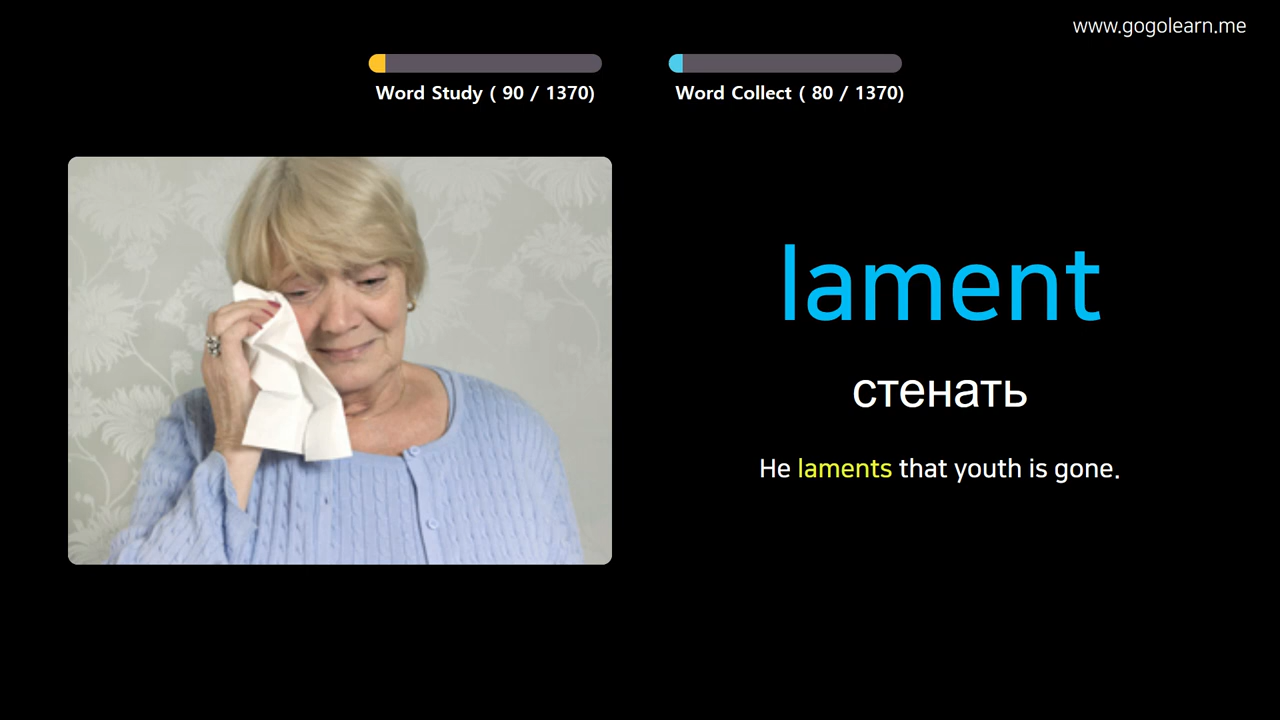 www.gogolearn.me
Word Study ( 90 / 1370)
Word Collect ( 80 / 1370)
lament
стенать
He laments that youth is gone.